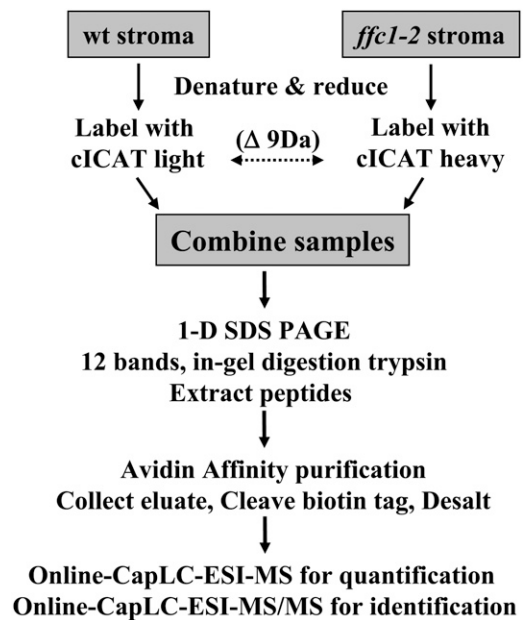 wt stroma
ffc1-2 stroma
Denature & reduce
Label with
cICAT light
(Δ 9Da)
Label with
cICAT heavy
Combine samples
1-D SDS PAGE
12 bands, in-gel digestion trypsin
Extract peptides
Avidin Affinity purification
Collect eluate, Cleave biotin tag, Desalt
Online-CapLC-ESI-MS for quantification
Online-CapLC-ESI-MS/MS for identification